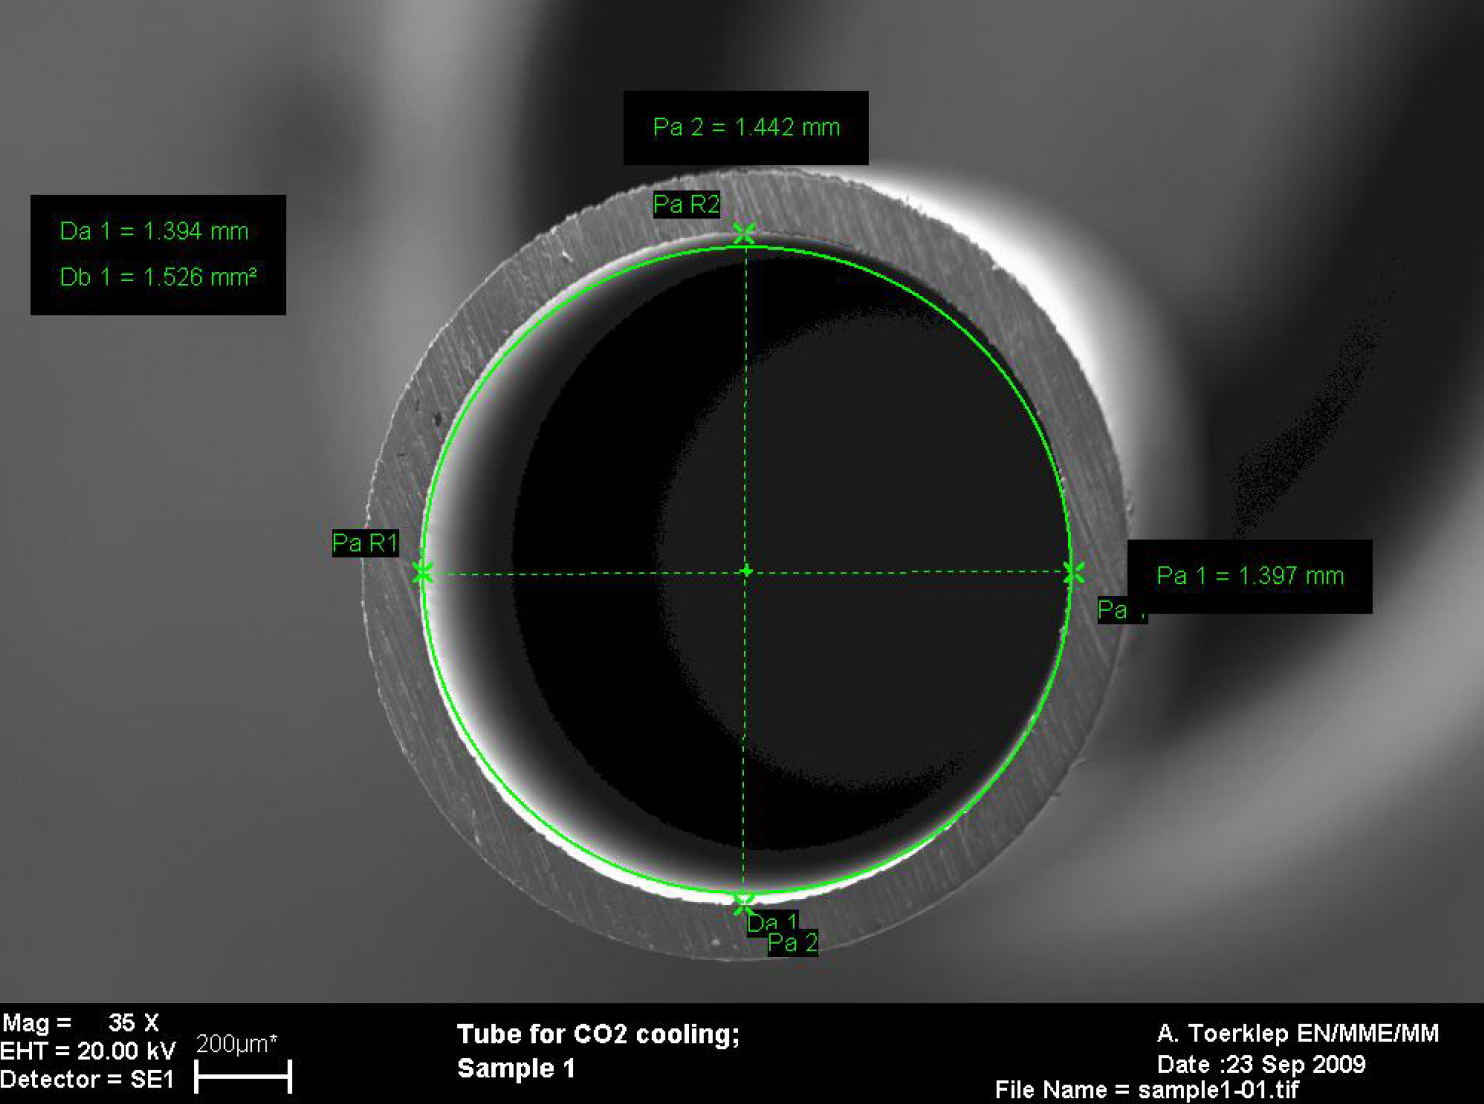 Pa 2 = 1.442 mm
Pa R2
Da 1 = 1.394 mm
Db 1 = 1.526 mm²
Pa R1
Pa 1 = 1.397 mm
Pa
Da 1
Pa 2
Mag = 35 X
EHT = 20.00 kV
Detector = SE1
200µm*
Tube for CO2 cooling;
Sample 1
A. Toerklep EN/MME/MM
Date :23 Sep 2009
File Name = sample1-01.tif